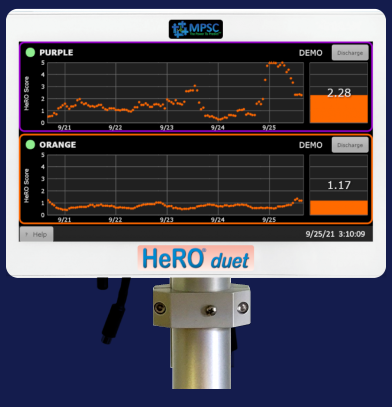 MPSC
PURPLE DEMO Discharge
HeRO Score
5
4
3
2
1
0
9/21 9/22 9/23 9/24 9/25
2.28
ORANGE DEMO Discharge
HeRO Score
5
4
3
2
1
0
9/21 9/22 9/23 9/24 9/25
1.17
Help 9/25/21 3:10:09
HeRO® duet